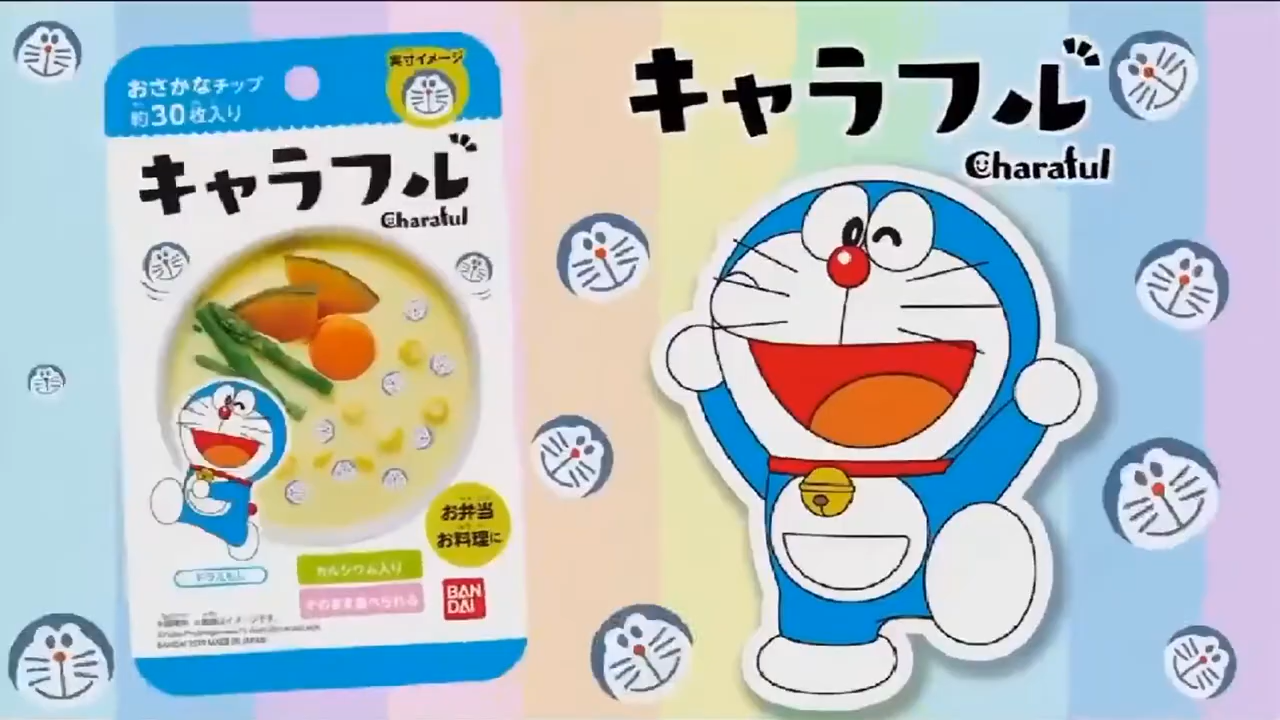 おさかなチップ
約30枚入り
実寸イメージ
キャラフル
Charaful
お弁当
お料理に
ドラえもん
カルシウム入り
そのまま食べられる
BAN
DAI
キャラフル
Charaful